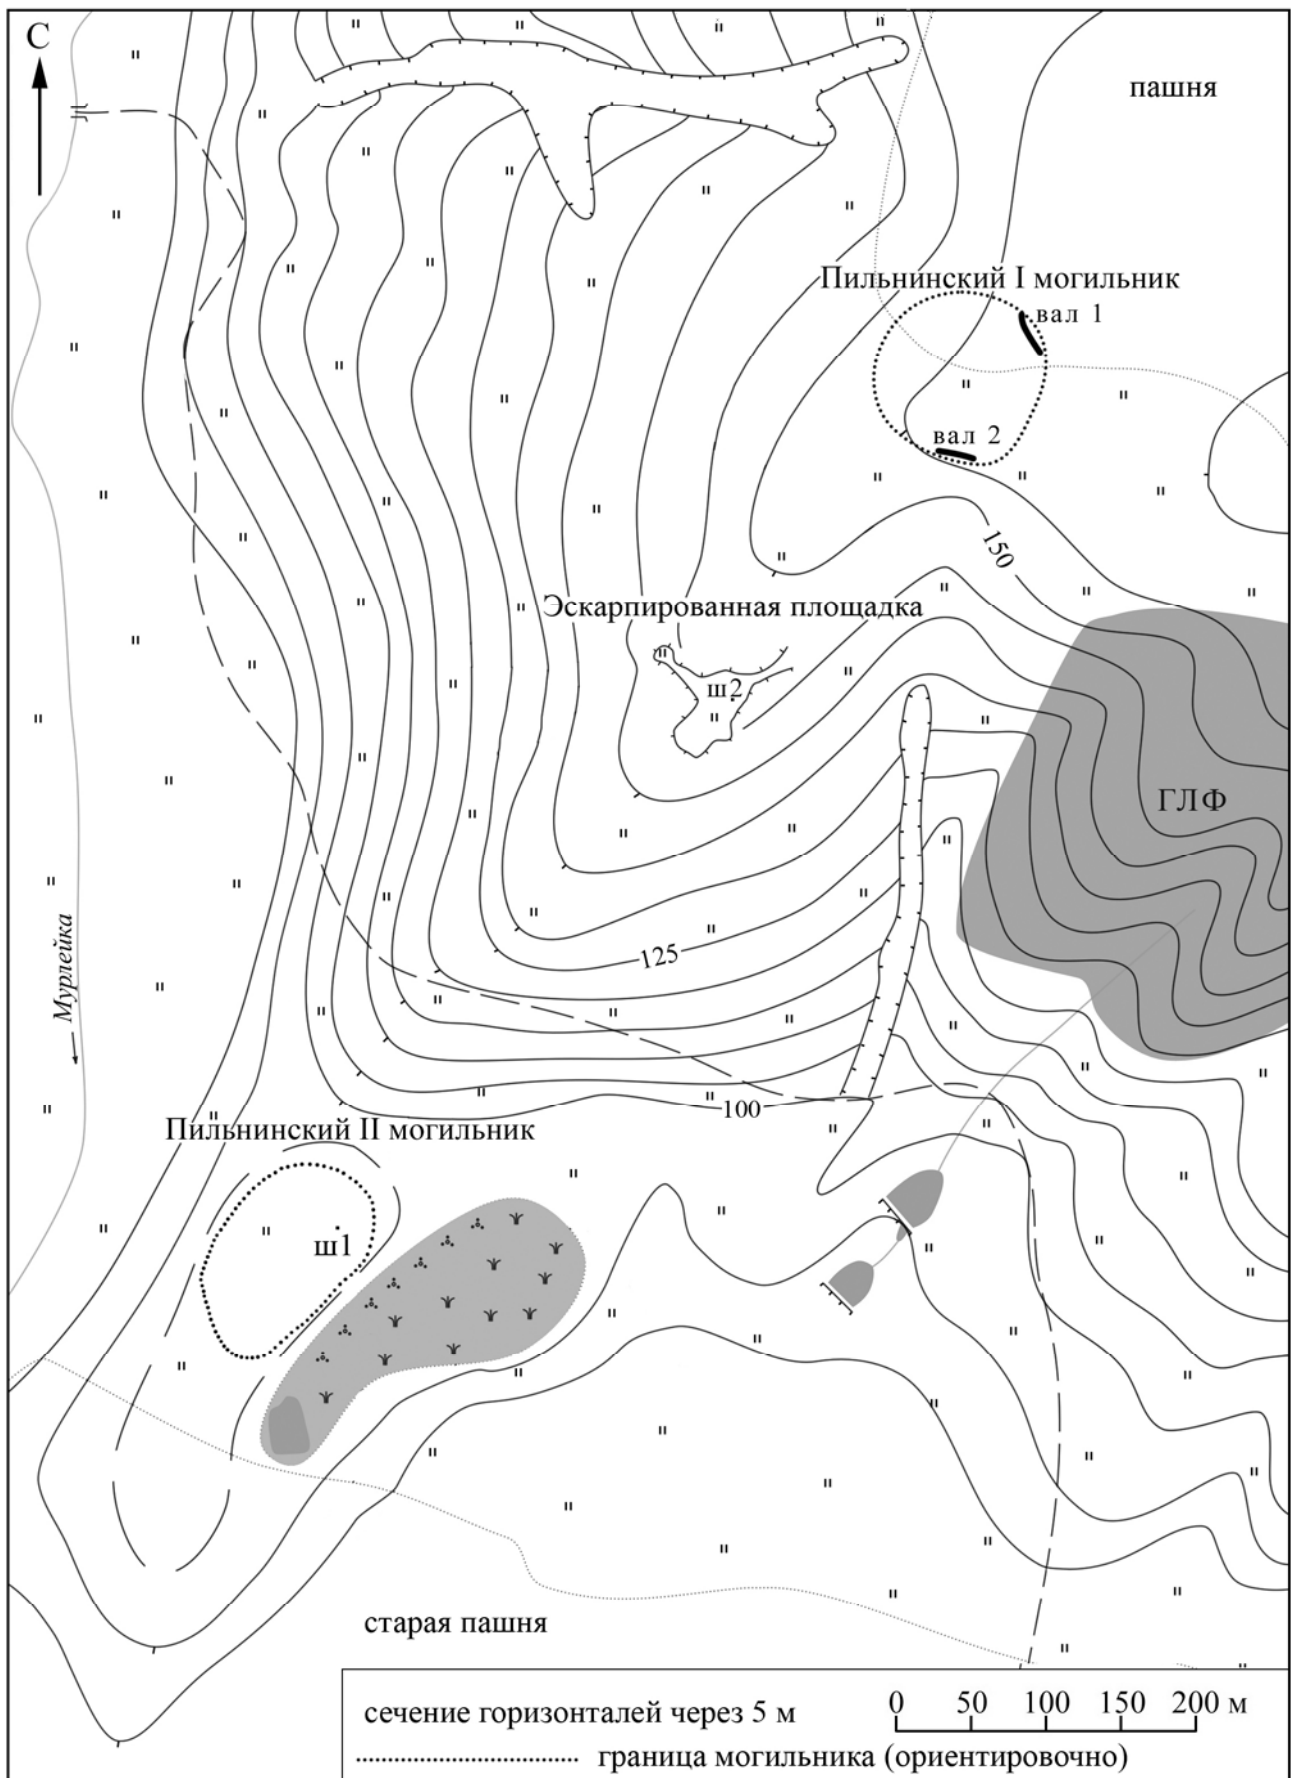 С
пашня
Пильнинский I могильник
вал 1
вал 2
150
Эскарпированная площадка
ш2
ГЛФ
125
Мурлейка
100
Пильнинский II могильник
ш1
старая пашня
сечение горизонталей через 5 м
0 50 100 150 200 м
граница могильника (ориентировочно)